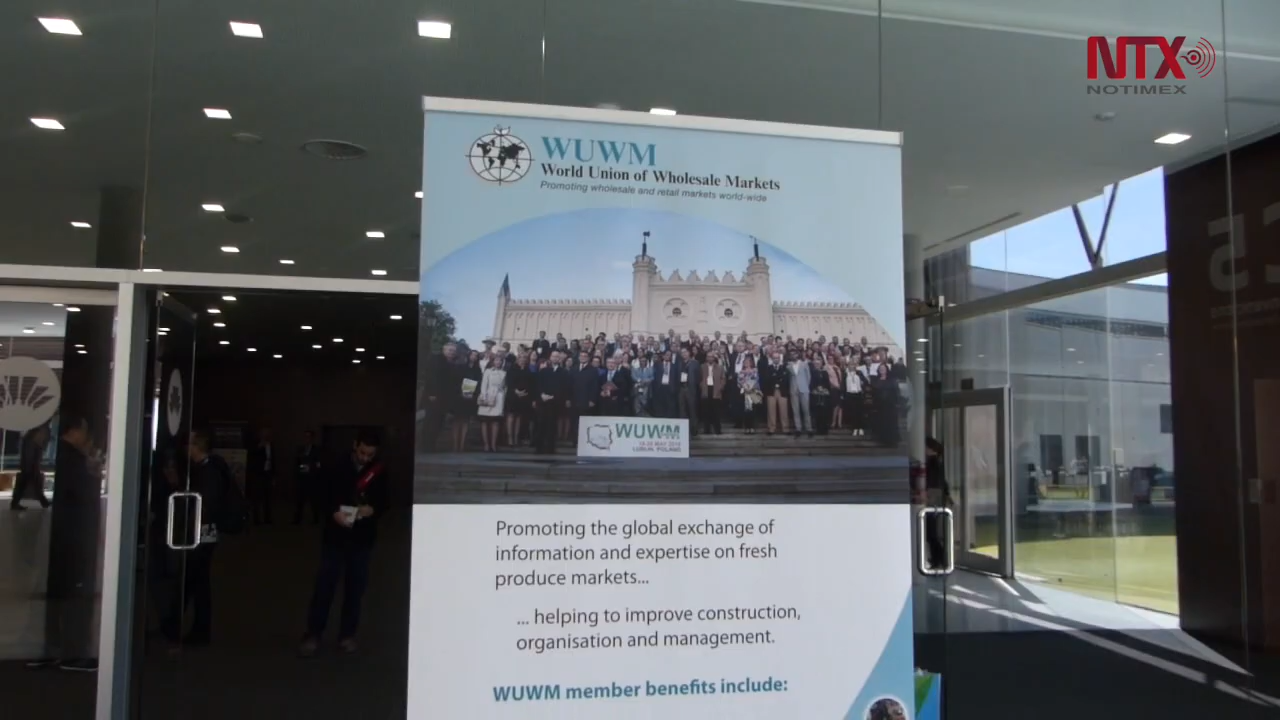 NTX
NOTIMEX
WUWM
World Union of Wholesale Markets
Promoting wholesale and retail markets world-wide
WUWM
LUBLIN, POLAND
Promoting the global exchange of
information and expertise on fresh
produce markets...
... helping to improve construction,
organisation and management.
WUWM member benefits include: